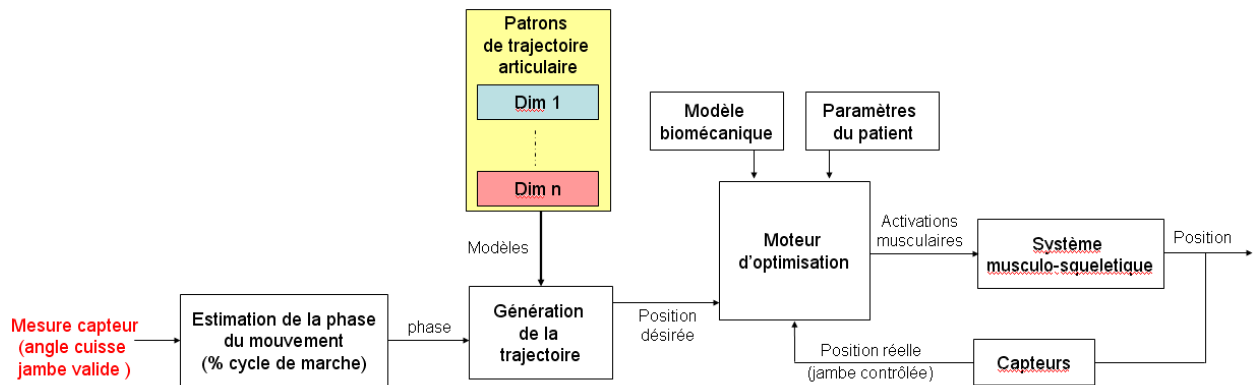 Patrons
de trajectoire
articulaire
Dim 1
Dim n
Modèle
biomécanique
Paramètres
du patient
Modèles
Moteur
d'optimisation
Activations
musculaires
Système
musculo-squeletique
Position
Mesure capteur
(angle cuisse
jambe valide )
Estimation de la phase
du mouvement
(% cycle de marche)
phase
Génération
de la
trajectoire
Position
désirée
Position réelle
(jambe contrôlée)
Capteurs